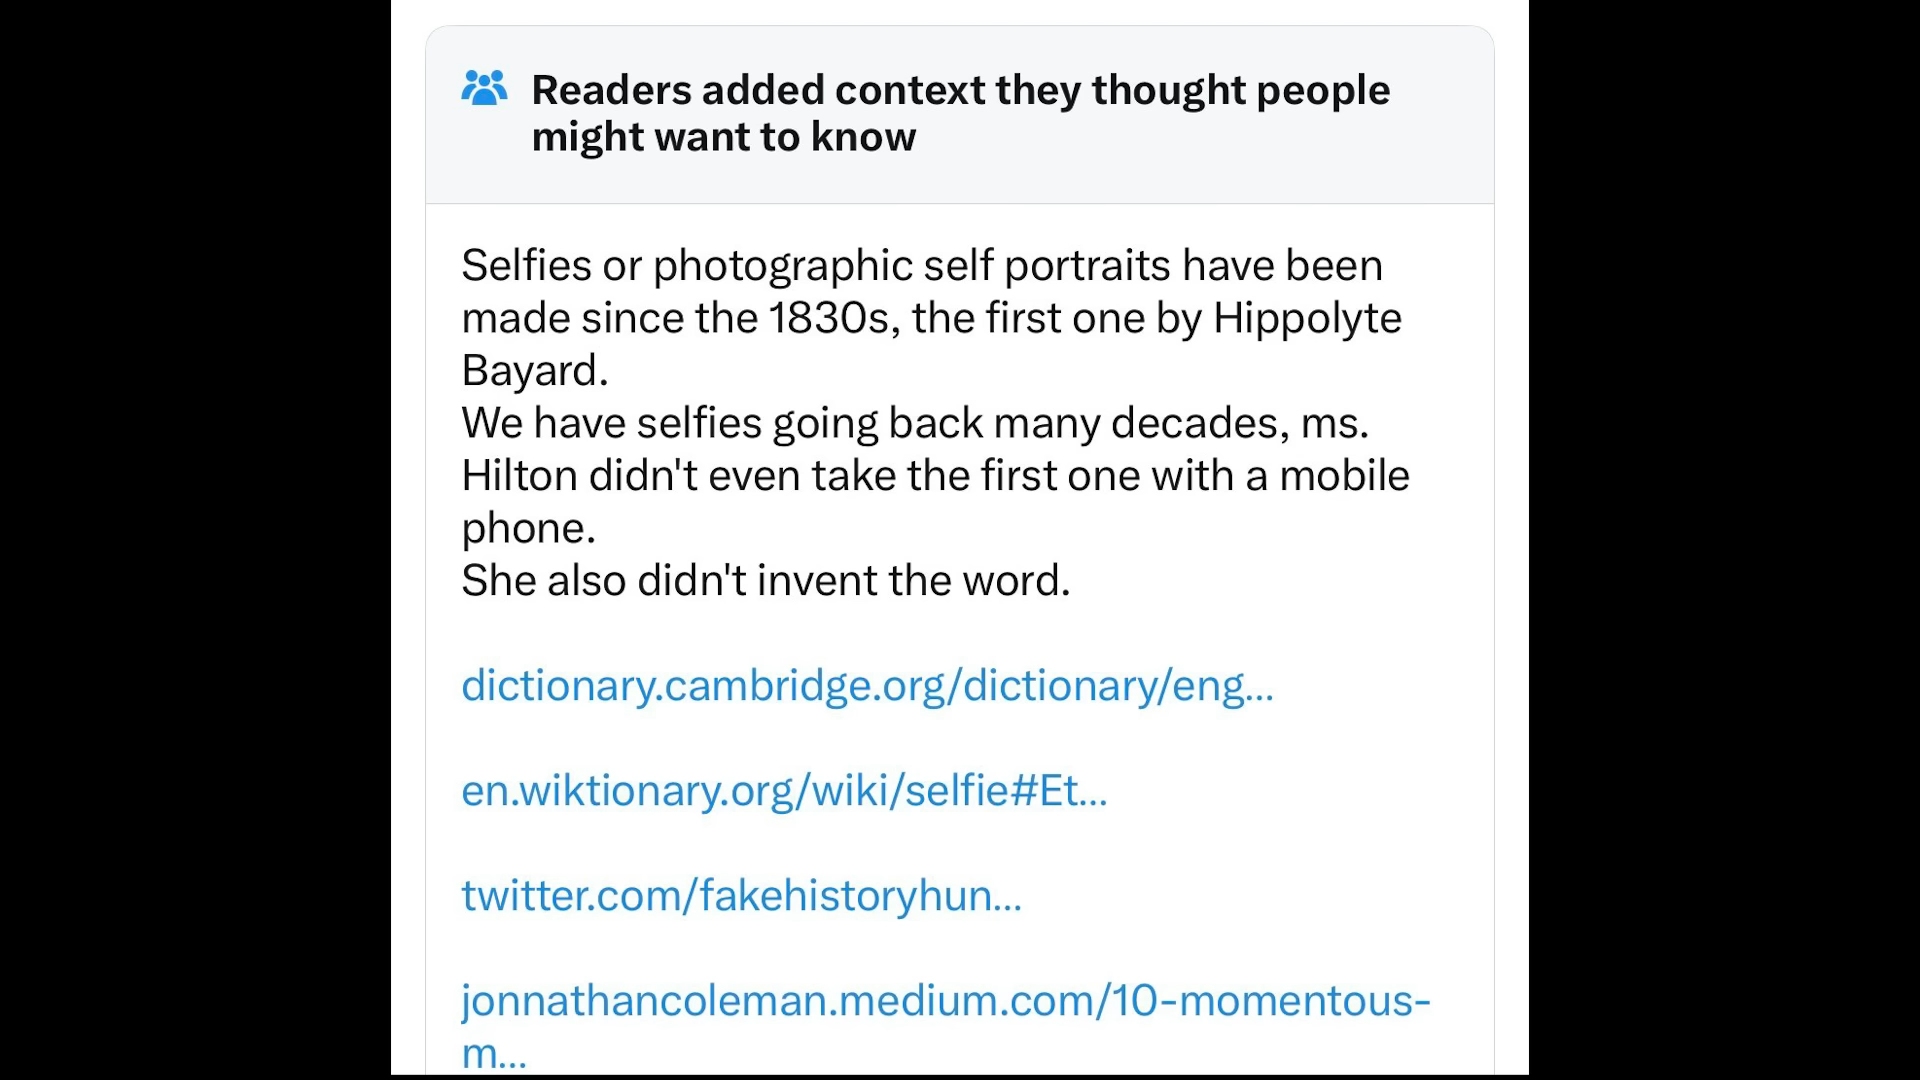 Readers added context they thought people
might want to know
Selfies or photographic self portraits have been
made since the 1830s, the first one by Hippolyte
Bayard.
We have selfies going back many decades, ms.
Hilton didn't even take the first one with a mobile
phone.
She also didn't invent the word.
dictionary.cambridge.org/dictionary/eng...
en.wiktionary.org/wiki/selfie#Et...
twitter.com/fakehistoryhun...
jonnathancoleman.medium.com/10-momentous-
m...